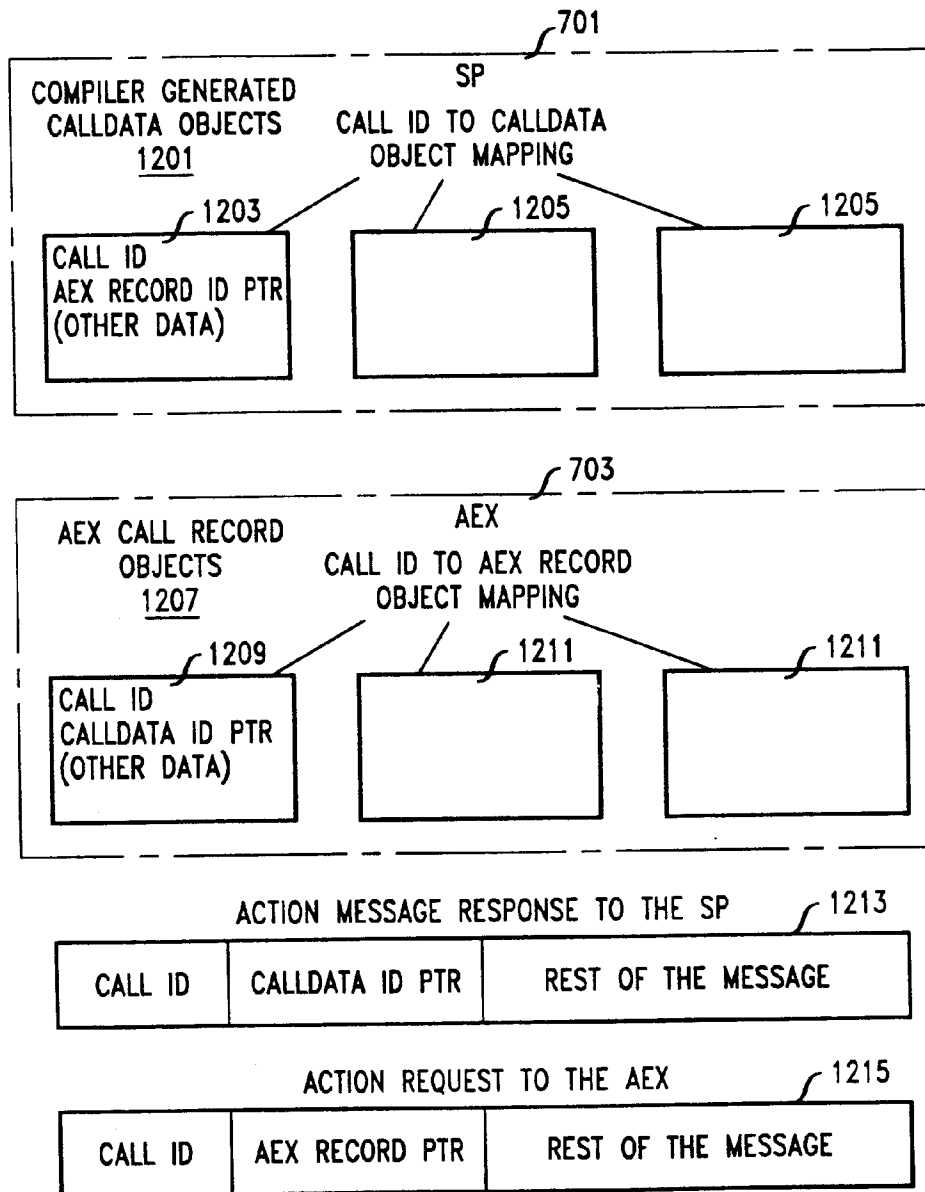 701
SP
COMPILER GENERATED
CALLDATA OBJECTS
1201
CALL ID TO CALLDATA
OBJECT MAPPING
1203
1205
1205
CALL ID
AEX RECORD ID PTR
(OTHER DATA)
703
AEX
AEX CALL RECORD
OBJECTS
1207
CALL ID TO AEX RECORD
OBJECT MAPPING
1209
1211
1211
CALL ID
CALLDATA ID PTR
(OTHER DATA)
ACTION MESSAGE RESPONSE TO THE SP
1213
CALL ID CALLDATA ID PTR REST OF THE MESSAGE
ACTION REQUEST TO THE AEX
1215
CALL ID AEX RECORD PTR REST OF THE MESSAGE